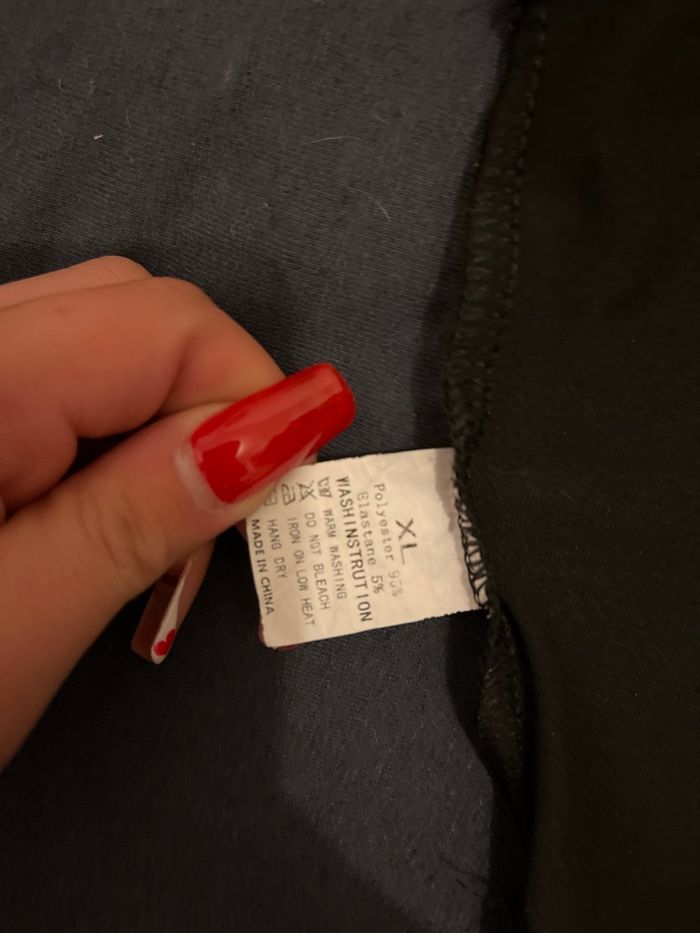 XL
Polyester 95%
Elastane 5%
WASHINSTRUTION
WARM WASHING
DO NOT BLEACH
IRON ON LOW HEAT
HANG CRY
MADE IN CHINA